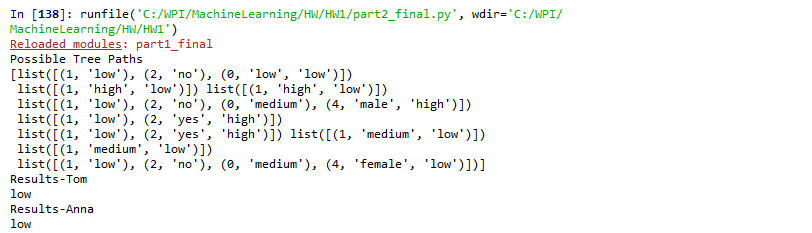 In [138]: runfile('C:/WPI/MachineLearning/HW/HW1/part2_final.py', wdir='C:/WPI/
MachineLearning/HW/HW1')
Reloaded modules: part1_final
Possible Tree Paths
[list([(1, 'low'), (2, 'no'), (0, 'low', 'low')])
 list([(1, 'high', 'low')]) list([(1, 'high', 'low')])
 list([(1, 'low'), (2, 'no'), (0, 'medium'), (4, 'male', 'high')])
 list([(1, 'low'), (2, 'yes', 'high')])
 list([(1, 'low'), (2, 'yes', 'high')]) list([(1, 'medium', 'low')])
 list([(1, 'medium', 'low')])
 list([(1, 'low'), (2, 'no'), (0, 'medium'), (4, 'female', 'low')])]
Results-Tom
low
Results-Anna
low